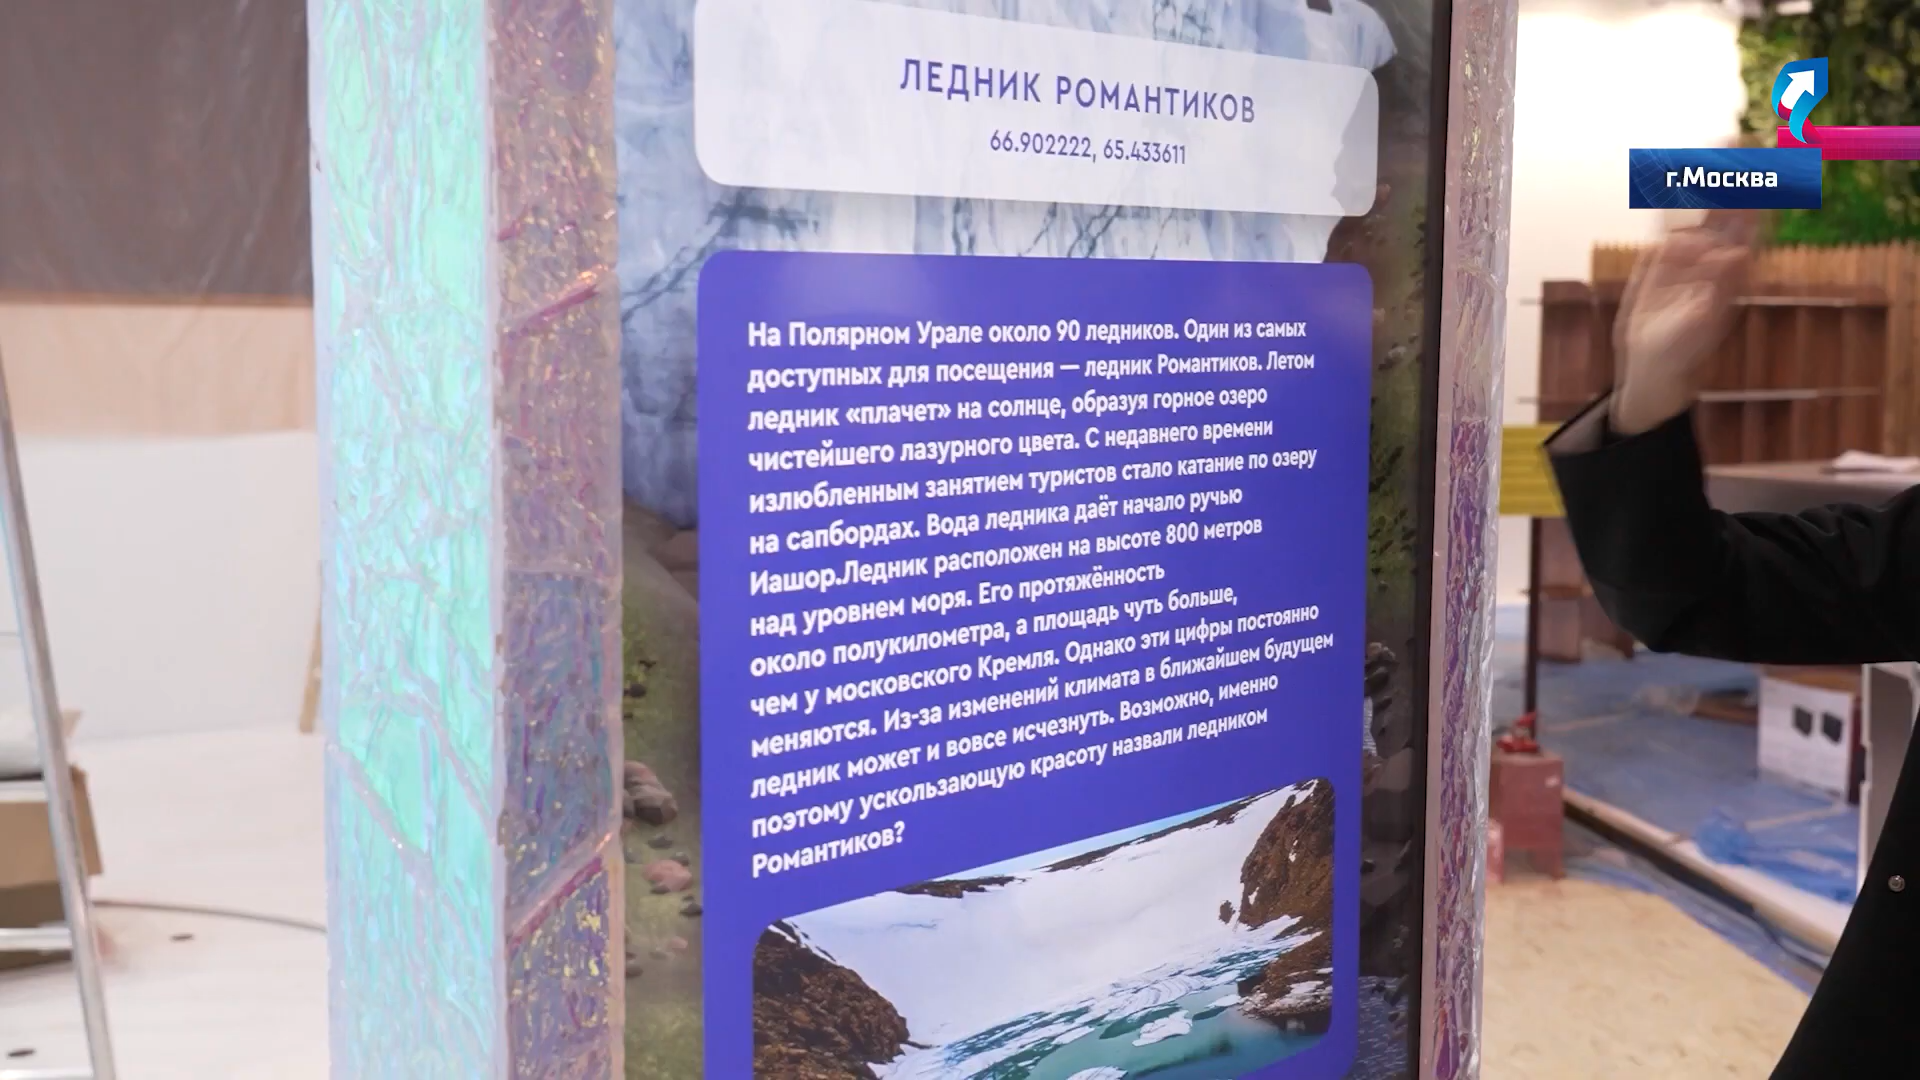 ЛЕДНИК РОМАНТИКОВ
66.902222, 65.433611
г.Москва
На Полярном Урале около 90 ледников. Один из самых
доступных для посещения — ледник Романтиков. Летом
ледник «плачет» на солнце, образуя горное озеро
чистейшего лазурного цвета. С недавнего времени
излюбленным занятием туристов стало катание по озеру
на сапбордах. Вода ледника даёт начало ручью
Иашор.Ледник расположен на высоте 800 метров
над уровнем моря. Его протяжённость
около полукилометра, а площадь чуть больше,
чем у московского Кремля. Однако эти цифры постоянно
меняются. Из-за изменений климата в ближайшем будущем
ледник может и вовсе исчезнуть. Возможно, именно
поэтому ускользающую красоту назвали ледником
Романтиков?